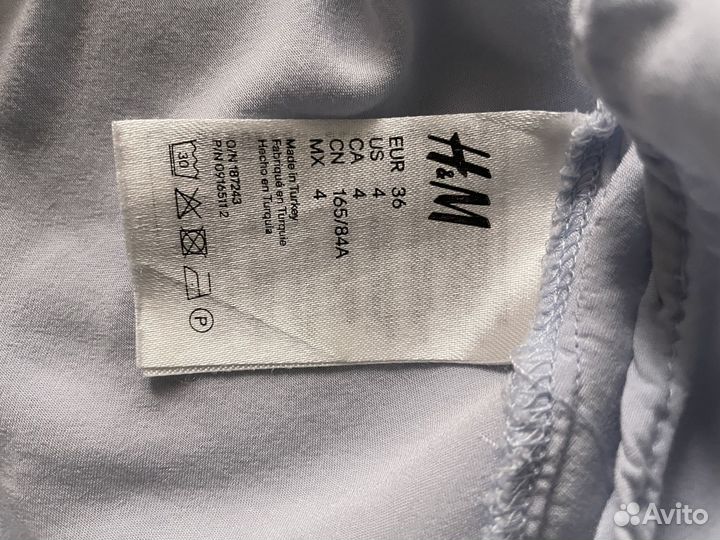 H&M
EUR 36
US 4
CA 4
CN 165/84A
MX 4
Made in Turkey
Fabriqué en Turquie
Hecho en Turquía
O/N 187243
P/N 0916511 2
30
P
Avito